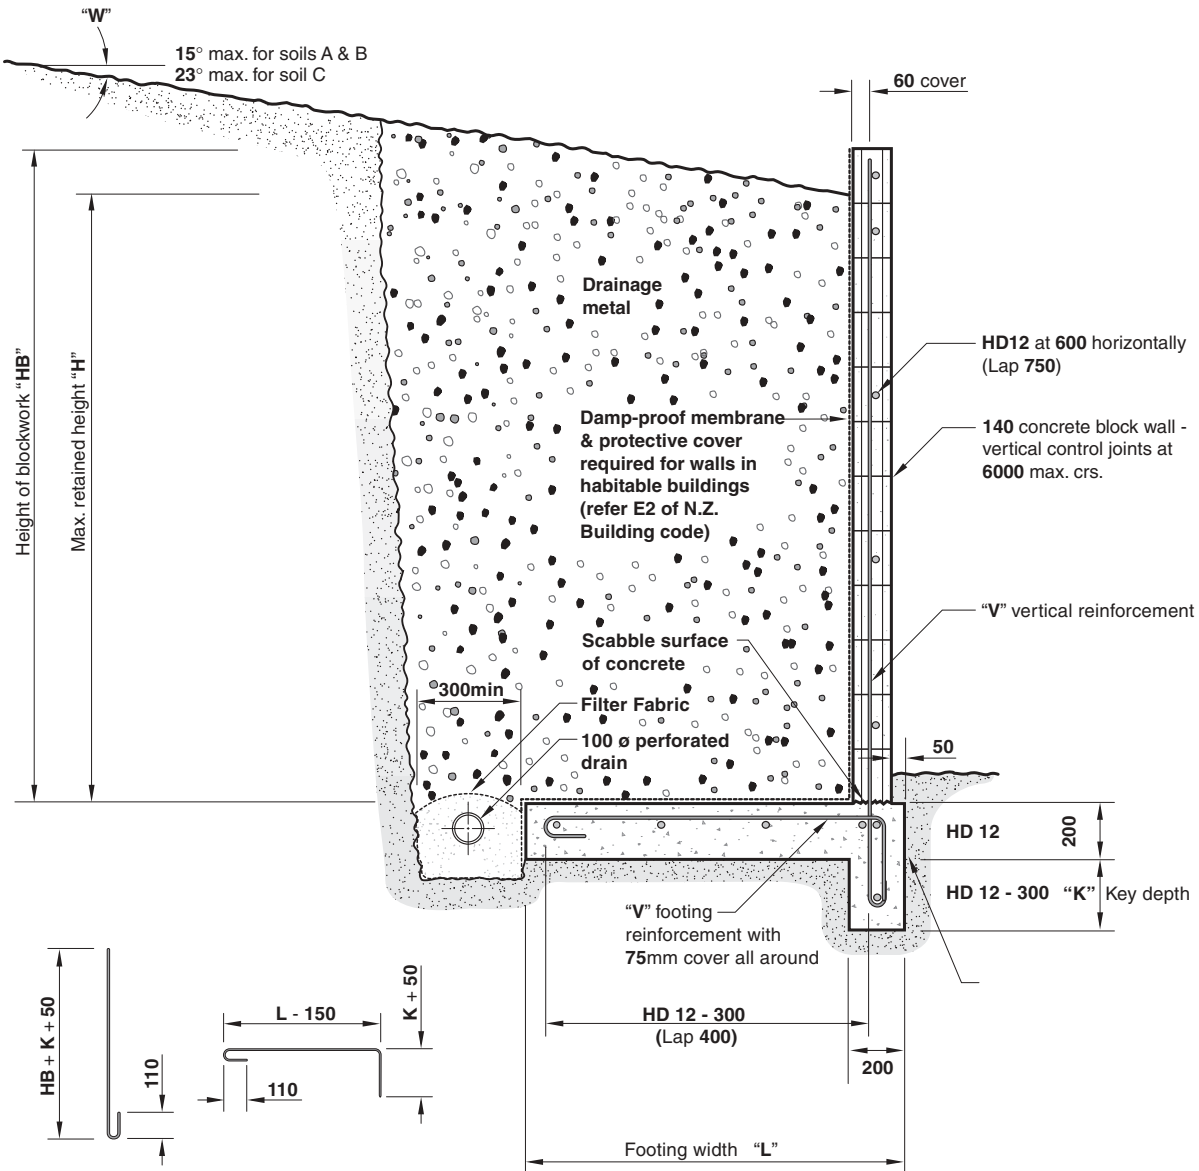 “W”
15° max. for soils A & B
23° max. for soil C
60 cover
Height of blockwork “HB”
Max. retained height “H”
Drainage
metal
HD12 at 600 horizontally
(Lap 750)
Damp-proof membrane
& protective cover
required for walls in
habitable buildings
(refer E2 of N.Z.
Building code)
140 concrete block wall -
vertical control joints at
6000 max. crs.
“V” vertical reinforcement
Scabble surface
of concrete
300min
Filter Fabric
100 ø perforated
drain
50
HD 12
200
HD 12 - 300 “K” Key depth
“V” footing
reinforcement with
75mm cover all around
HB + K + 50
110
L - 150
110
K + 50
HD 12 - 300
(Lap 400)
200
Footing width “L”